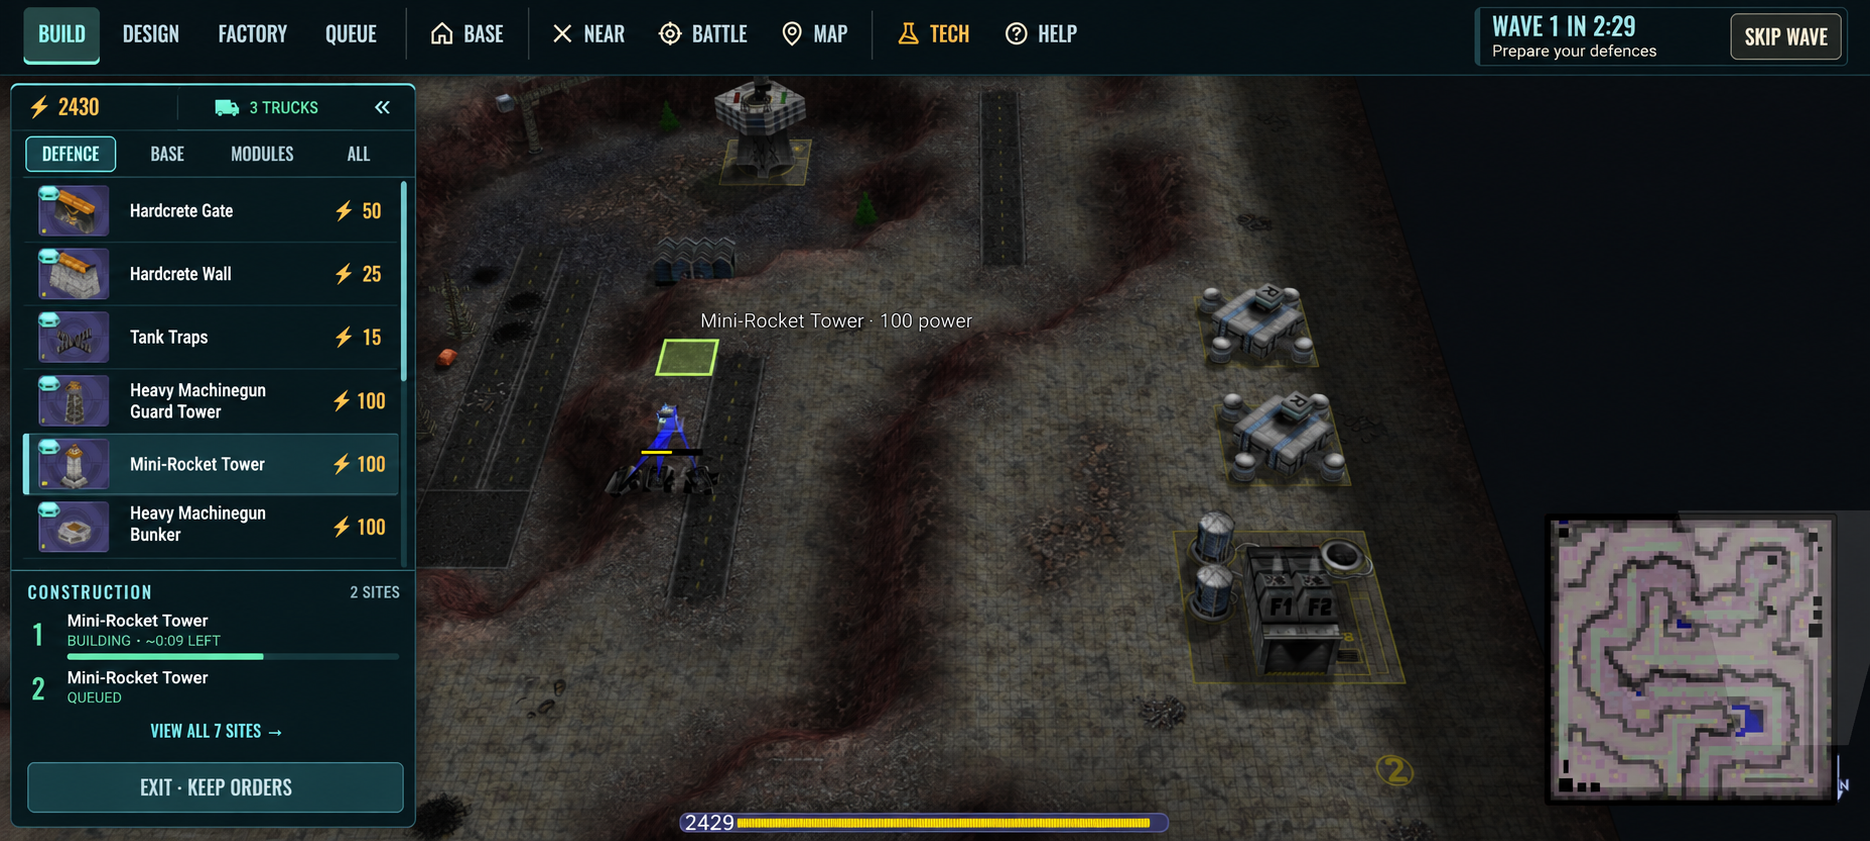 BUILD DESIGN FACTORY QUEUE BASE NEAR BATTLE MAP TECH HELP
WAVE 1 IN 2:29
Prepare your defences
SKIP WAVE
2430 3 TRUCKS «
DEFENCE BASE MODULES ALL
Hardcrete Gate 50
Hardcrete Wall 25
Tank Traps 15
Heavy Machinegun
Guard Tower 100
Mini-Rocket Tower 100
Heavy Machinegun
Bunker 100
CONSTRUCTION 2 SITES
1 Mini-Rocket Tower
BUILDING · ~0:09 LEFT
2 Mini-Rocket Tower
QUEUED
VIEW ALL 7 SITES →
EXIT · KEEP ORDERS
Mini-Rocket Tower · 100 power
R
R
F1 F2
8
2
2429
N